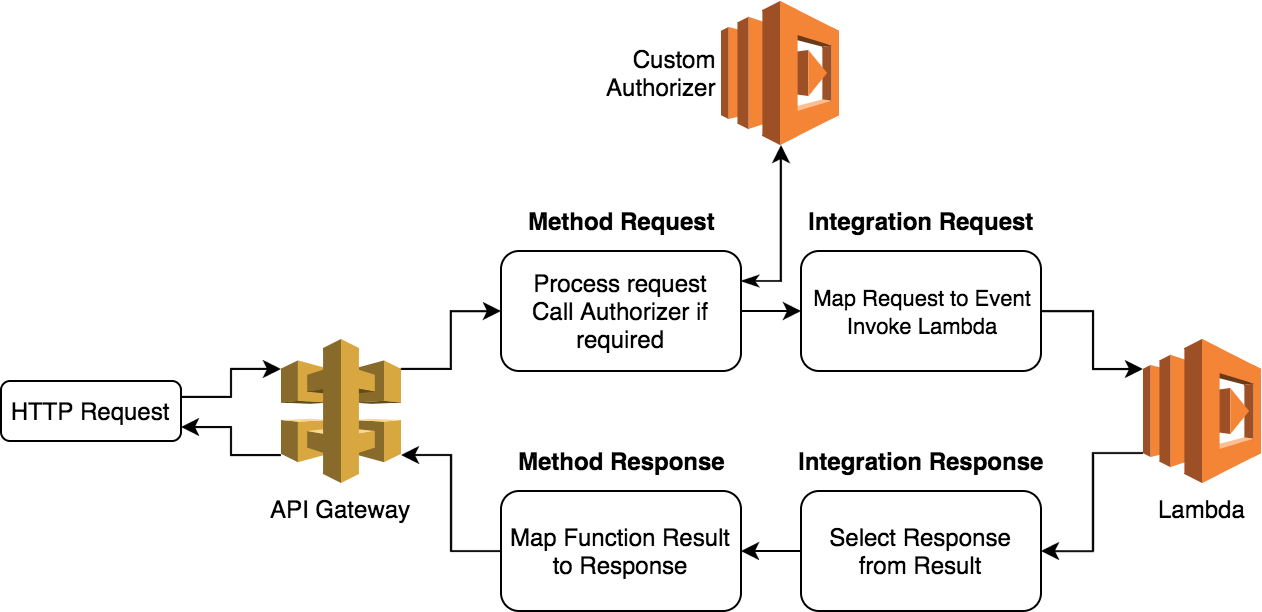 Custom
Authorizer
Method Request
Integration Request
Process request
Call Authorizer if
required
Map Request to Event
Invoke Lambda
HTTP Request
API Gateway
Method Response
Integration Response
Map Function Result
to Response
Select Response
from Result
Lambda